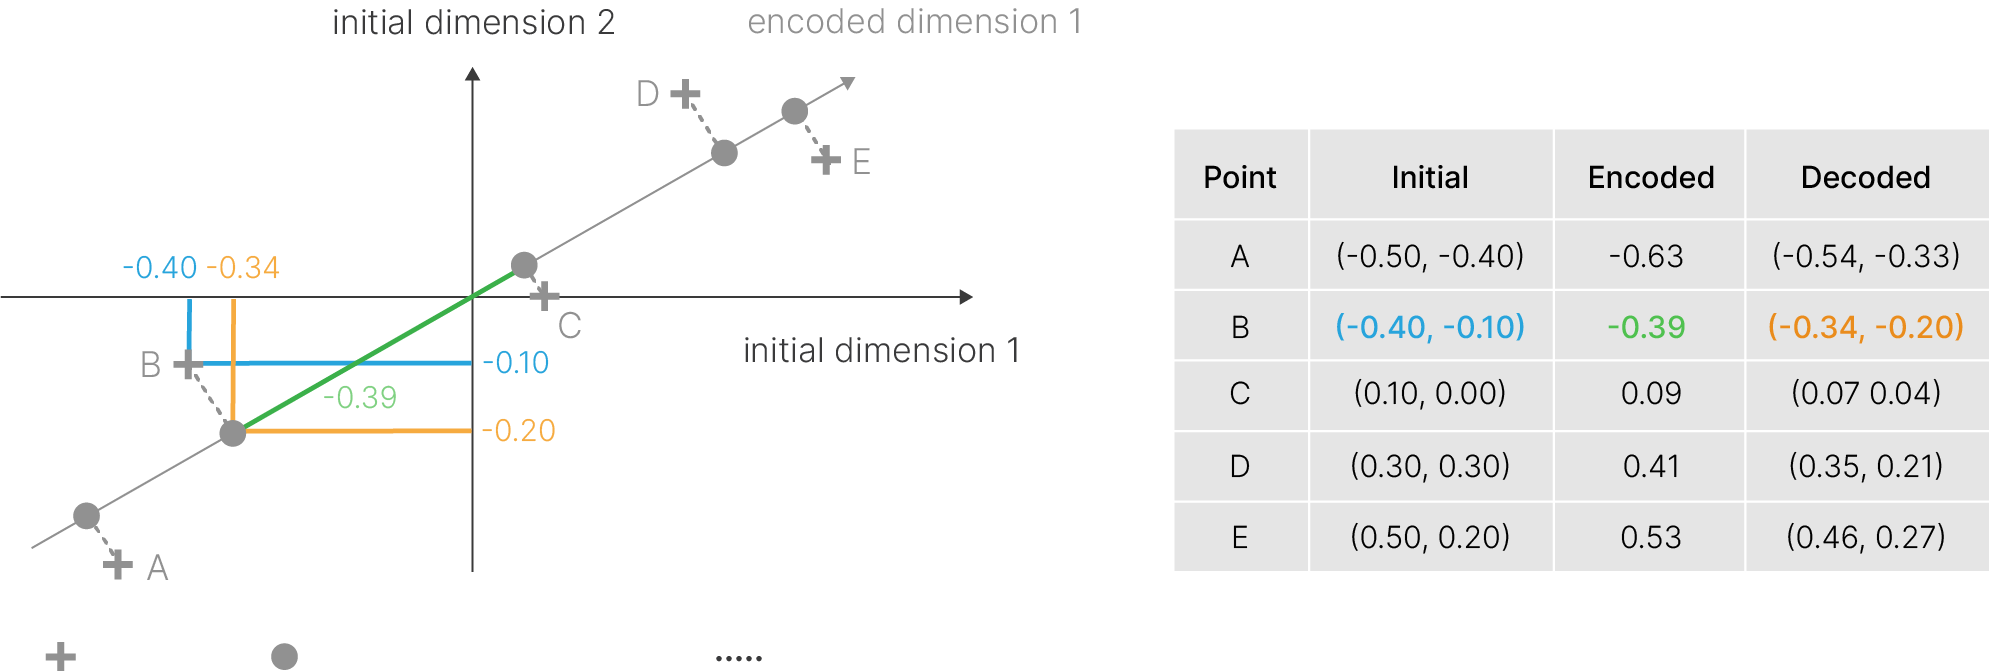 initial dimension 2
encoded dimension 1
D
E
-0.40
-0.34
C
initial dimension 1
B
-0.10
-0.39
-0.20
A
Point Initial Encoded Decoded
A (-0.50, -0.40) -0.63 (-0.54, -0.33)
B (-0.40, -0.10) -0.39 (-0.34, -0.20)
C (0.10, 0.00) 0.09 (0.07 0.04)
D (0.30, 0.30) 0.41 (0.35, 0.21)
E (0.50, 0.20) 0.53 (0.46, 0.27)